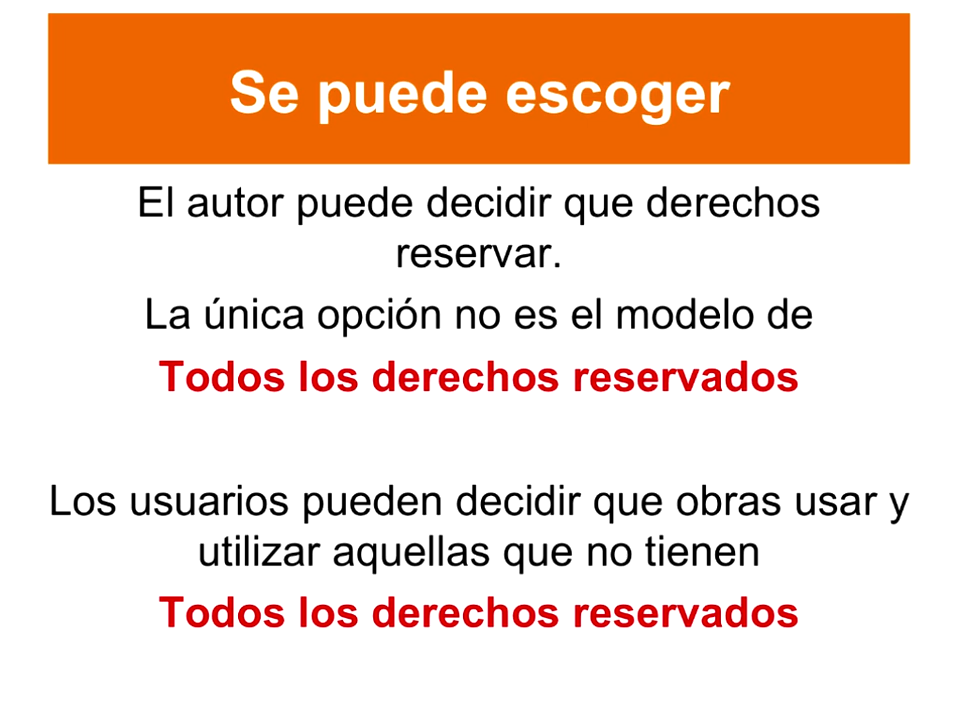 Se puede escoger
El autor puede decidir que derechos
reservar.
La única opción no es el modelo de
Todos los derechos reservados
Los usuarios pueden decidir que obras usar y
utilizar aquellas que no tienen
Todos los derechos reservados